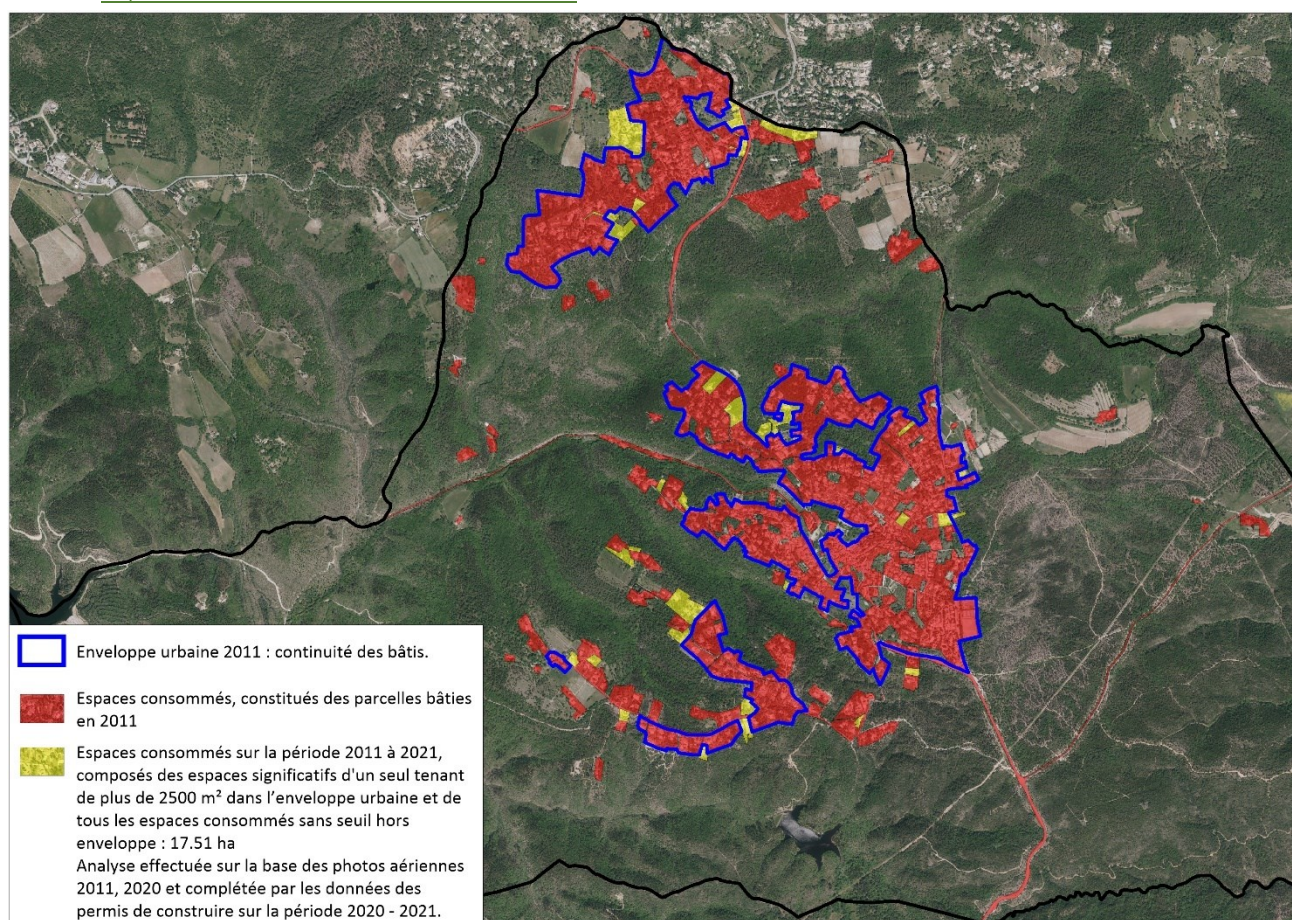 Enveloppe urbaine 2011 : continuité des bâtis.
Espaces consommés, constitués des parcelles bâties
en 2011
Espaces consommés sur la période 2011 à 2021,
composés des espaces significatifs d'un seul tenant
de plus de 2500 m² dans l’enveloppe urbaine et de
tous les espaces consommés sans seuil hors
enveloppe : 17.51 ha
Analyse effectuée sur la base des photos aériennes
2011, 2020 et complétée par les données des
permis de construire sur la période 2020 - 2021.